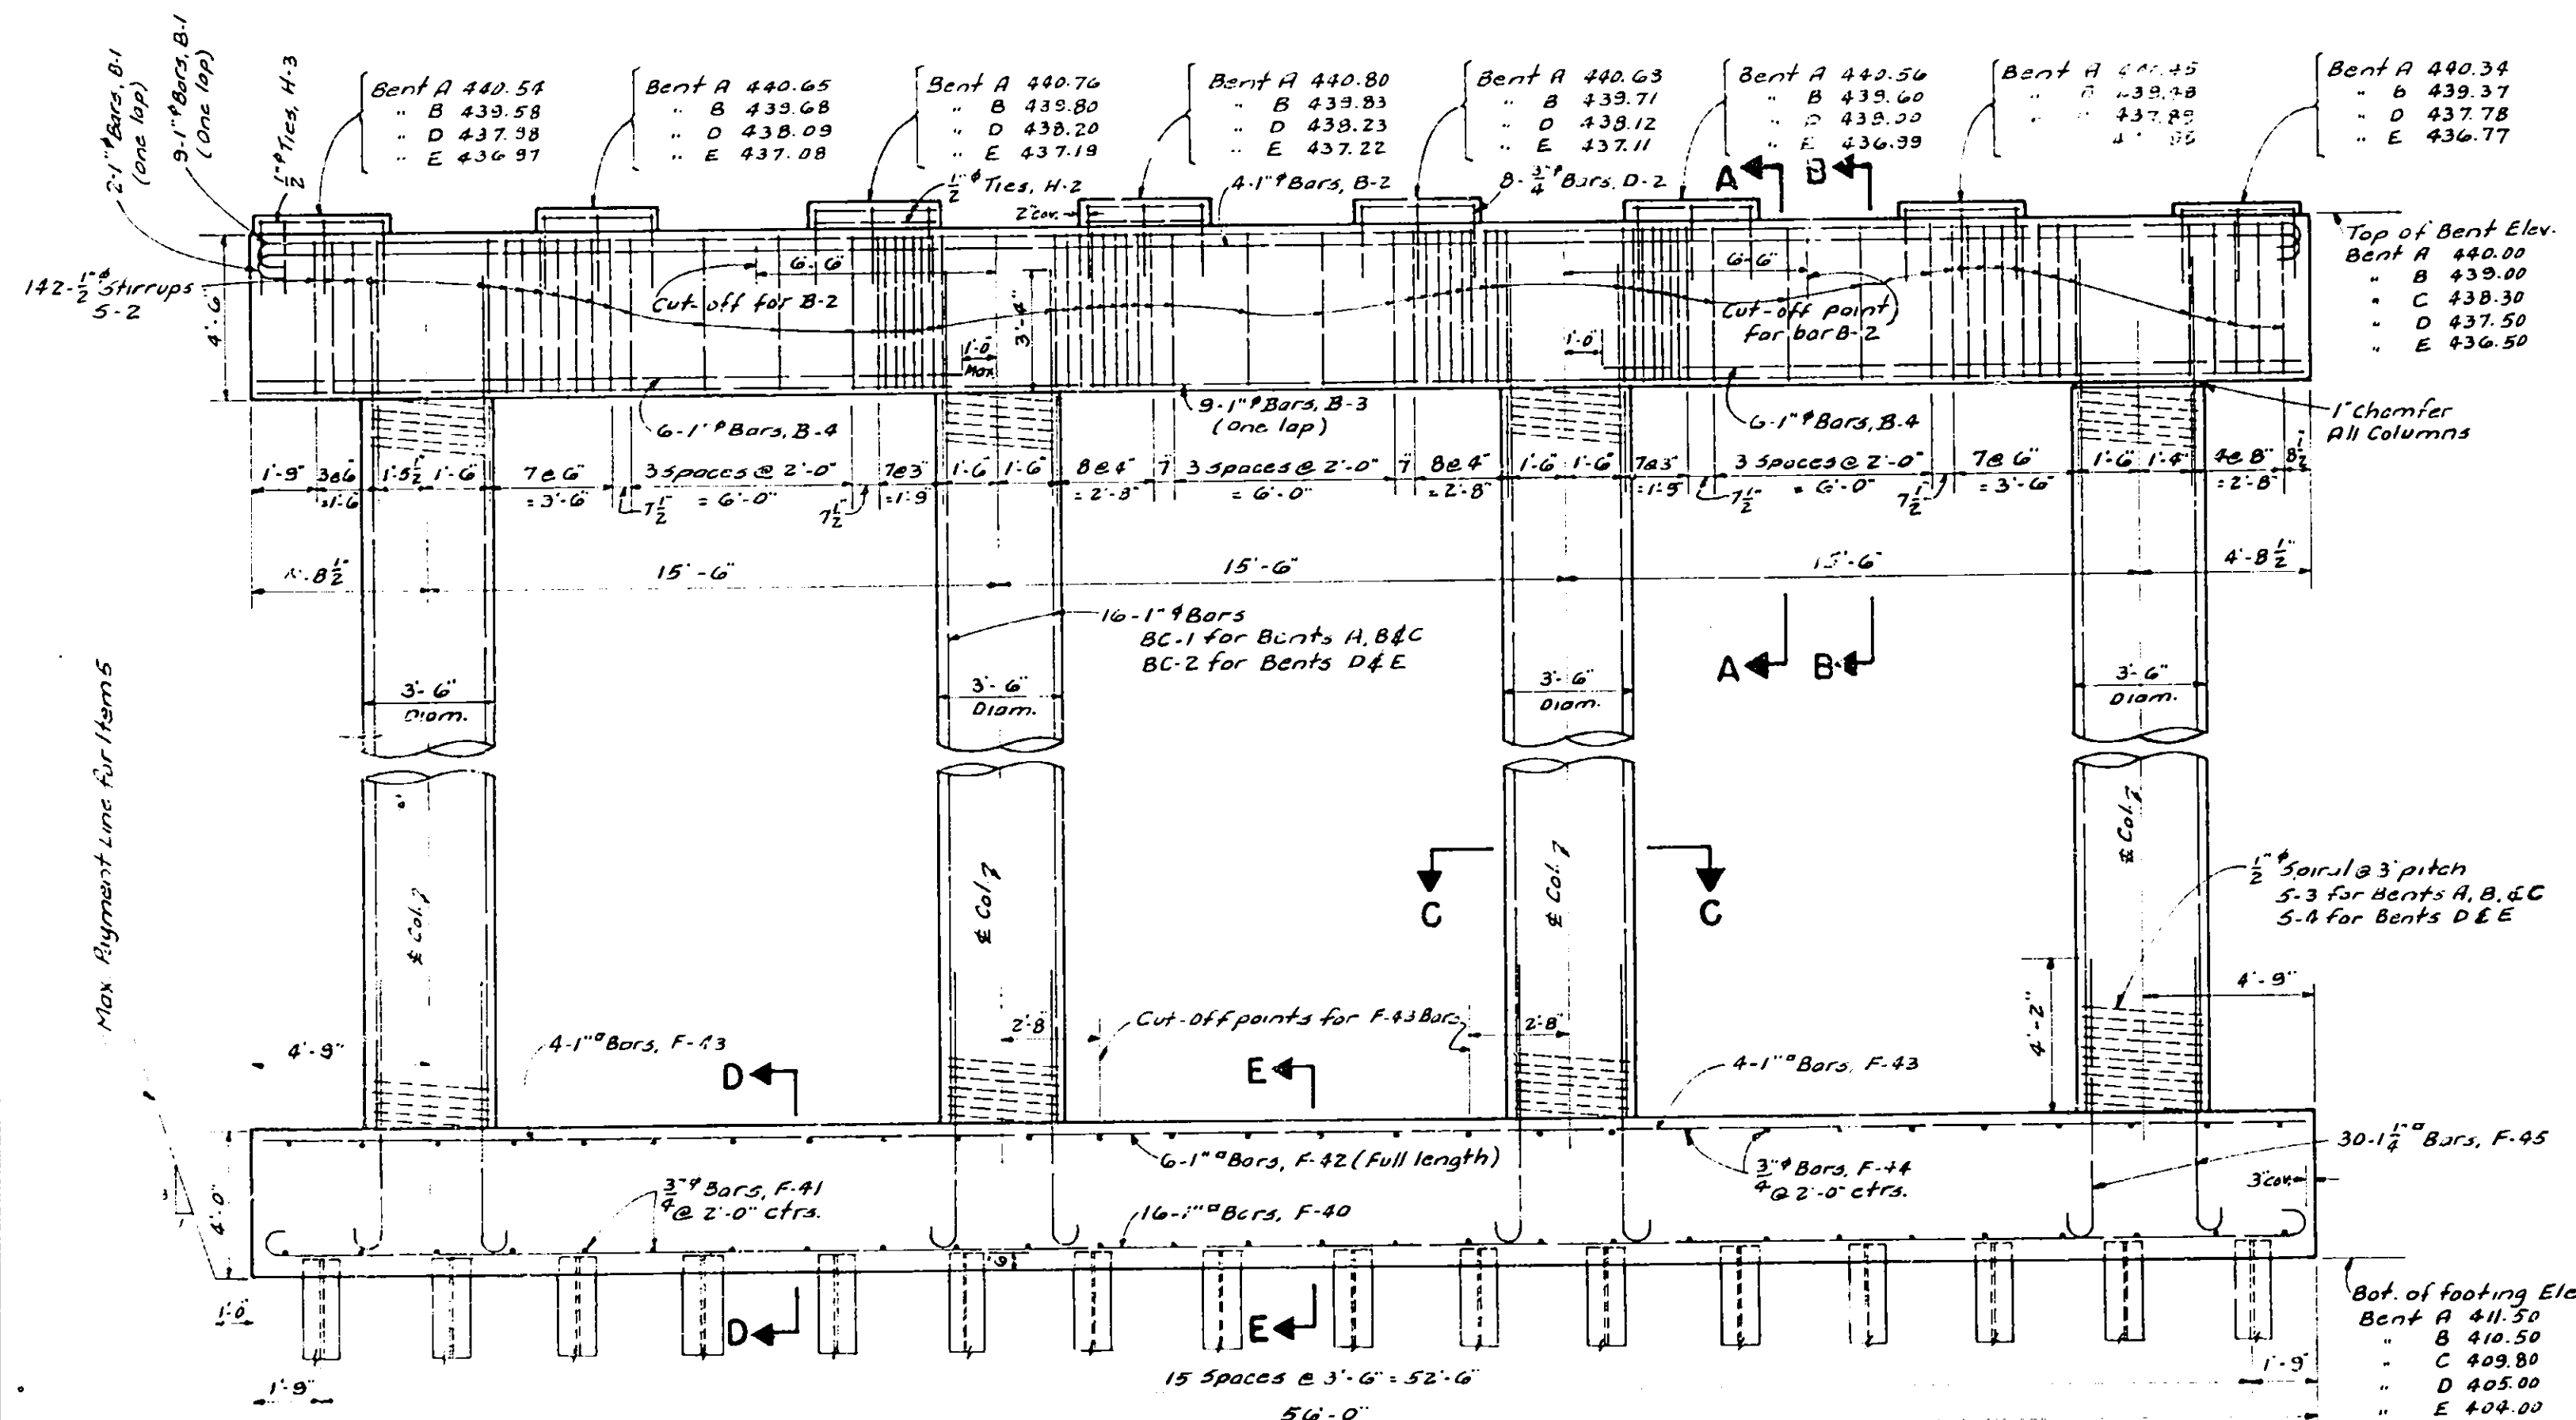 2-1"φ Bars, B-1
(One lap)
9-1"φ Bars, B-1
(One lap)
1/2"φ Ties, H-3
Bent A 440.54
" B 439.58
" D 437.98
" E 436.97
Bent A 440.65
" B 439.68
" D 438.09
" E 437.08
Bent A 440.76
" B 439.80
" D 438.20
" E 437.19
Bent A 440.80
" B 439.83
" D 438.23
" E 437.22
Bent A 440.63
" B 439.71
" D 438.12
" E 437.11
Bent A 440.56
" B 439.60
" D 438.00
" E 436.99
Bent A
439.48
437.89
Bent A 440.34
" B 439.37
" D 437.78
" E 436.77
1/2"φ Ties, H-2
2" cov.
4-1"φ Bars, B-2
8-3/4"φ Bars, D-2
A B
Top of Bent Elev.
Bent A 440.00
" B 439.00
" C 438.30
" D 437.50
" E 436.50
142-1/2"φ Stirrups
S-2
4'-6"
6'-6"
Cut-off for B-2
1'-0"
Max.
3'-4"
6'-6"
Cut-off point
for bar B-2
1'-0"
6-1"φ Bars, B-4
9-1"φ Bars, B-3
(One lap)
6-1"φ Bars, B-4
1" Chamfer
All Columns
1'-9" 3@6" 1'-5 1/2" 1'-6" 7@6" 3 spaces @ 2'-0" 7@3" 1'-6" 1'-6" 8@4" 7" 3 spaces @ 2'-0" 7" 8@4" 1'-6" 1'-6" 7@3" 3 spaces @ 2'-0" 7@6" 1'-6" 1'-4" 4@8" 8 1/2"
=1'-6" =3'-6" 7 1/2" =6'-0" 7 1/2" =1'-9" =2'-8" =6'-0" =2'-8" =1'-9" 7 1/2" =6'-0" 7 1/2" =3'-6" =2'-8"
4'-8 1/2" 15'-6" 15'-6" 15'-6" 4'-8 1/2"
16-1"φ Bars
BC-1 for Bents A, B & C
BC-2 for Bents D & E
A B
3'-6"
Diam.
3'-6"
Diam.
3'-6"
Diam.
3'-6"
Diam.
Max. Payment Line for Item 5
℄ Col.
℄ Col.
℄ Col.
℄ Col.
C C
1/2"φ Spiral @ 3" pitch
S-3 for Bents A, B, & C
S-4 for Bents D & E
4'-9"
4-1"□ Bars, F-43
D
2'-8"
Cut-off points for F-43 Bars
2'-8"
E
4-1"□ Bars, F-43
4'-2"
4'-9"
6-1"□ Bars, F-42 (Full length)
3/4"φ Bars, F-44
@ 2'-0" ctrs.
30-1 1/4"□ Bars, F-45
3" cov.
4'-0"
3/4"φ Bars, F-41
@ 2'-0" ctrs.
16-1"□ Bars, F-40
6"
1'-0"
D E
1'-9"
15 Spaces @ 3'-6" = 52'-6"
1'-9"
56'-0"
Bot. of footing Ele
Bent A 411.50
" B 410.50
" C 409.80
" D 405.00
" E 404.00